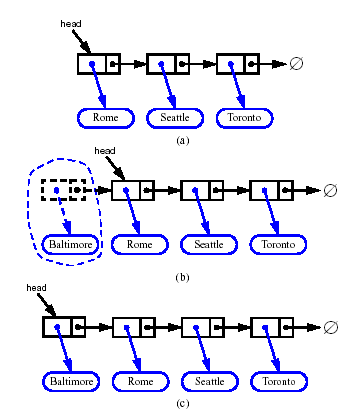 head
∅
Rome Seattle Toronto
(a)
head
∅
Baltimore Rome Seattle Toronto
(b)
head
∅
Baltimore Rome Seattle Toronto
(c)